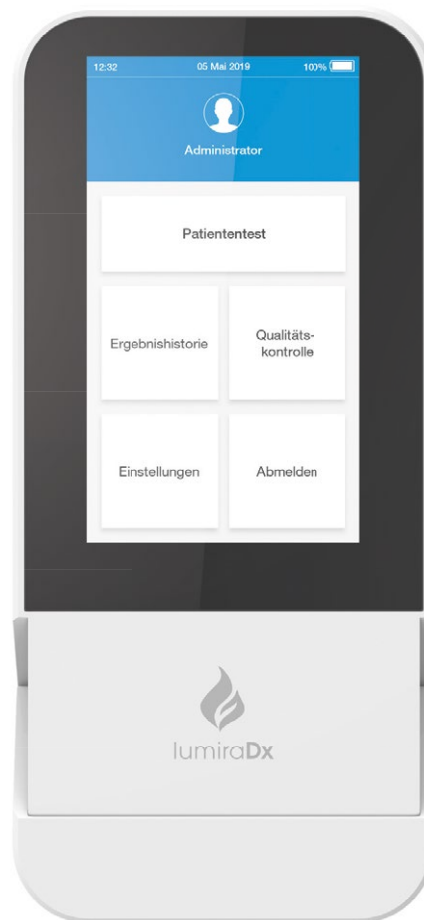 12:32 05 Mai 2019 100%
Administrator
Patiententest
Ergebnishistorie
Qualitäts-
kontrolle
Einstellungen
Abmelden
lumiraDx